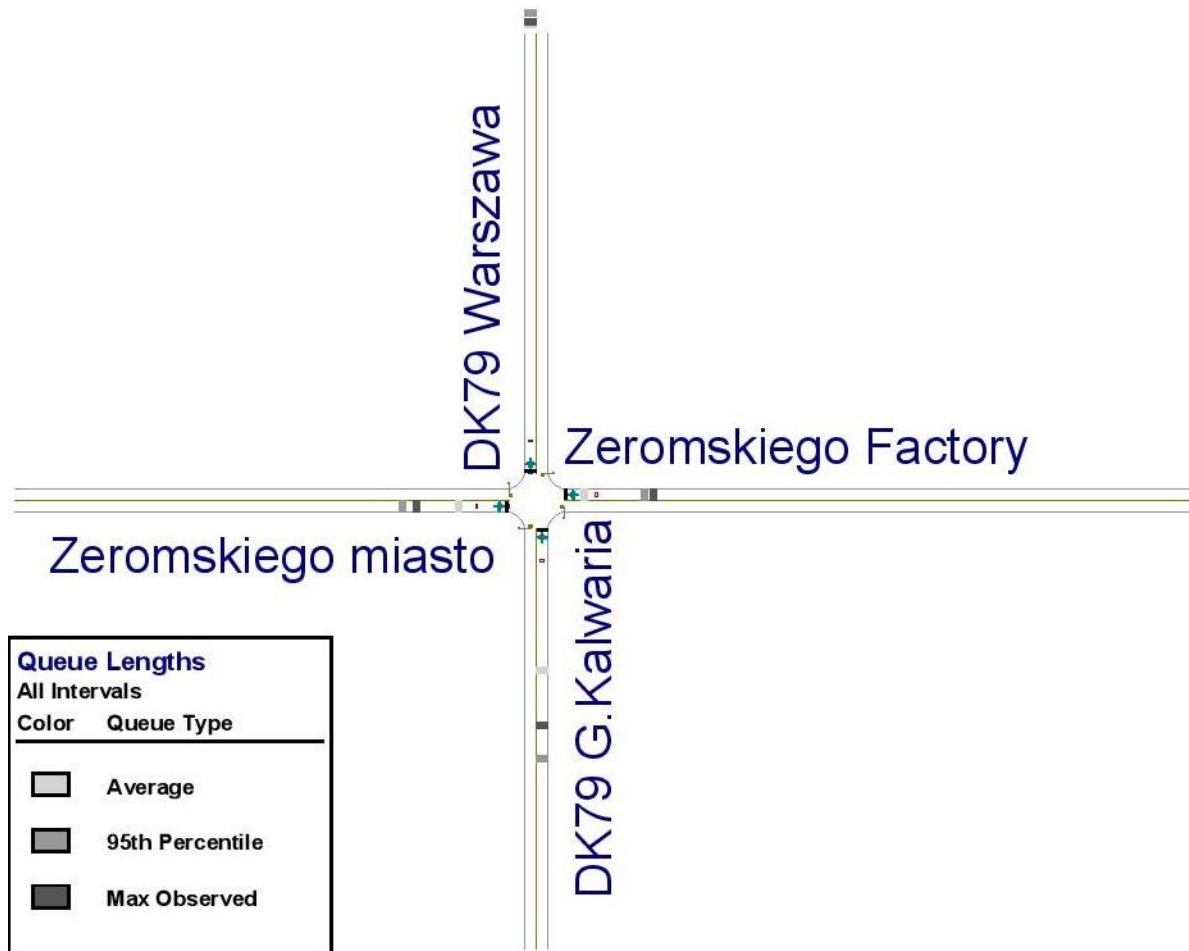 DK79 Warszawa
Zeromskiego Factory
Zeromskiego miasto
DK79 G.Kalwaria
Queue Lengths
All Intervals
Color Queue Type
Average
95th Percentile
Max Observed